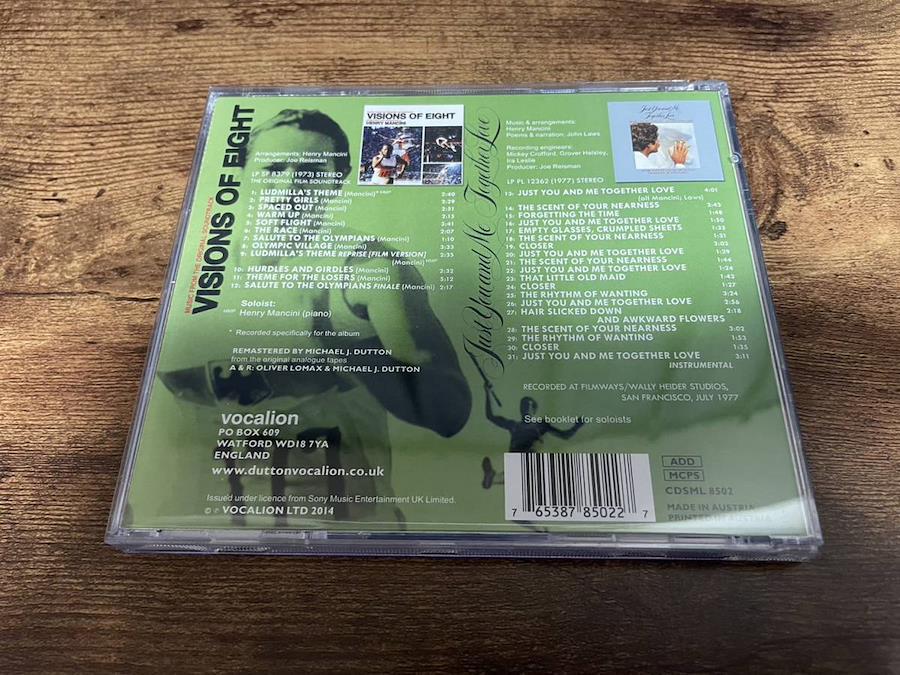 MUSIC FROM THE ORIGINAL SOUNDTRACK
VISIONS OF EIGHT
Arrangements: Henry Mancini
Producer: Joe Reisman
LP SP 8379 (1973) STEREO
THE ORIGINAL FILM SOUNDTRACK
VISIONS OF EIGHT
HENRY MANCINI
1: LUDMILLA'S THEME (Mancini)* 2:40
2: PRETTY GIRLS (Mancini) 2:29
3: SPACED OUT (Mancini) 2:51
4: WARM UP (Mancini) 2:15
5: SOFT FLIGHT (Mancini) 2:41
6: THE RACE (Mancini) 2:07
7: SALUTE TO THE OLYMPIANS (Mancini) 1:10
8: OLYMPIC VILLAGE (Mancini) 3:33
9: LUDMILLA'S THEME REPRISE [FILM VERSION] 2:35
(Mancini)
10: HURDLES AND GIRDLES (Mancini) 2:32
11: THEME FOR THE LOSERS (Mancini) 5:12
12: SALUTE TO THE OLYMPIANS FINALE (Mancini) 2:17
Soloist:
Henry Mancini (piano)
* Recorded specifically for the album
REMASTERED BY MICHAEL J. DUTTON
from the original analogue tapes
A & R: OLIVER LOMAX & MICHAEL J. DUTTON
vocalion
PO BOX 609
WATFORD WD18 7YA
ENGLAND
www.duttonvocalion.co.uk
Issued under licence from Sony Music Entertainment UK Limited.
© ℗ VOCALION LTD 2014
Just You and Me Together Love
Music & arrangements:
Henry Mancini
Poems & narration: John Laws
Recording engineers:
Mickey Crofford, Grover Helsley,
Ira Leslie
Producer: Joe Reisman
LP PL 12362 (1977) STEREO
Just You and Me
Together Love
13: JUST YOU AND ME TOGETHER LOVE 4:01
(all Mancini; Laws)
14: THE SCENT OF YOUR NEARNESS 2:43
15: FORGETTING THE TIME 1:48
16: JUST YOU AND ME TOGETHER LOVE 1:50
17: EMPTY GLASSES, CRUMPLED SHEETS 1:33
18: THE SCENT OF YOUR NEARNESS 1:21
19: CLOSER 3:03
20: JUST YOU AND ME TOGETHER LOVE 1:29
21: THE SCENT OF YOUR NEARNESS 1:44
22: JUST YOU AND ME TOGETHER LOVE 1:24
23: THAT LITTLE OLD MAID 2:43
24: CLOSER 1:27
25: THE RHYTHM OF WANTING 3:24
26: JUST YOU AND ME TOGETHER LOVE 2:56
27: HAIR SLICKED DOWN 2:18
AND AWKWARD FLOWERS
28: THE SCENT OF YOUR NEARNESS 3:02
29: THE RHYTHM OF WANTING 1:53
30: CLOSER 1:35
31: JUST YOU AND ME TOGETHER LOVE 3:11
INSTRUMENTAL
RECORDED AT FILMWAYS/WALLY HEIDER STUDIOS,
SAN FRANCISCO, JULY 1977
See booklet for soloists
7 65387 85022 7
ADD
MCPS
CDSML 8502
MADE IN AUSTRIA
PRINTED IN AUSTRIA